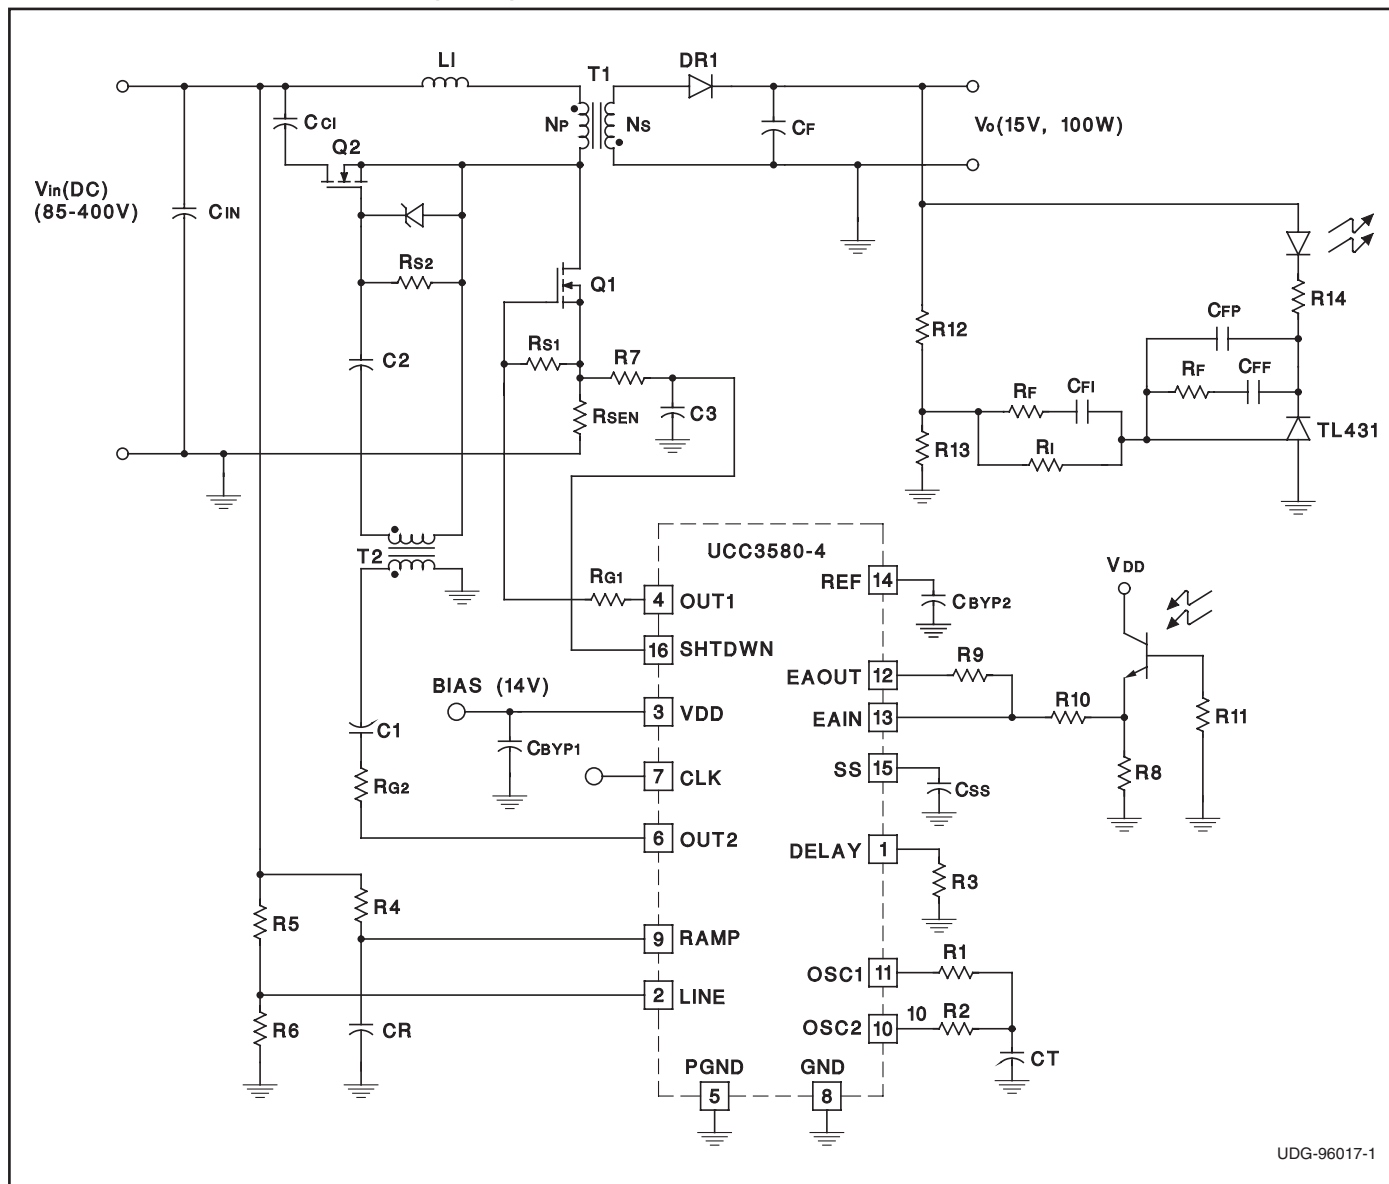 LI
T1
DR1
CCI
NP
NS
CF
Vo(15V, 100W)
Q2
Vin(DC)
(85-400V)
CIN
RS2
Q1
R14
CFP
R12
RS1
R7
C2
RF
CFF
RF
CFI
RSEN
C3
TL431
R13
RI
T2
UCC3580-4
VDD
RG1
4
OUT1
REF
14
CBYP2
16
SHTDWN
R9
EAOUT
12
BIAS (14V)
3
VDD
EAIN
13
R10
R11
C1
CBYP1
7
CLK
SS
15
CSS
R8
RG2
6
OUT2
DELAY
1
R3
R5
R4
9
RAMP
R1
OSC1
11
2
LINE
10
R2
OSC2
10
R6
CR
CT
PGND
GND
5
8
UDG-96017-1